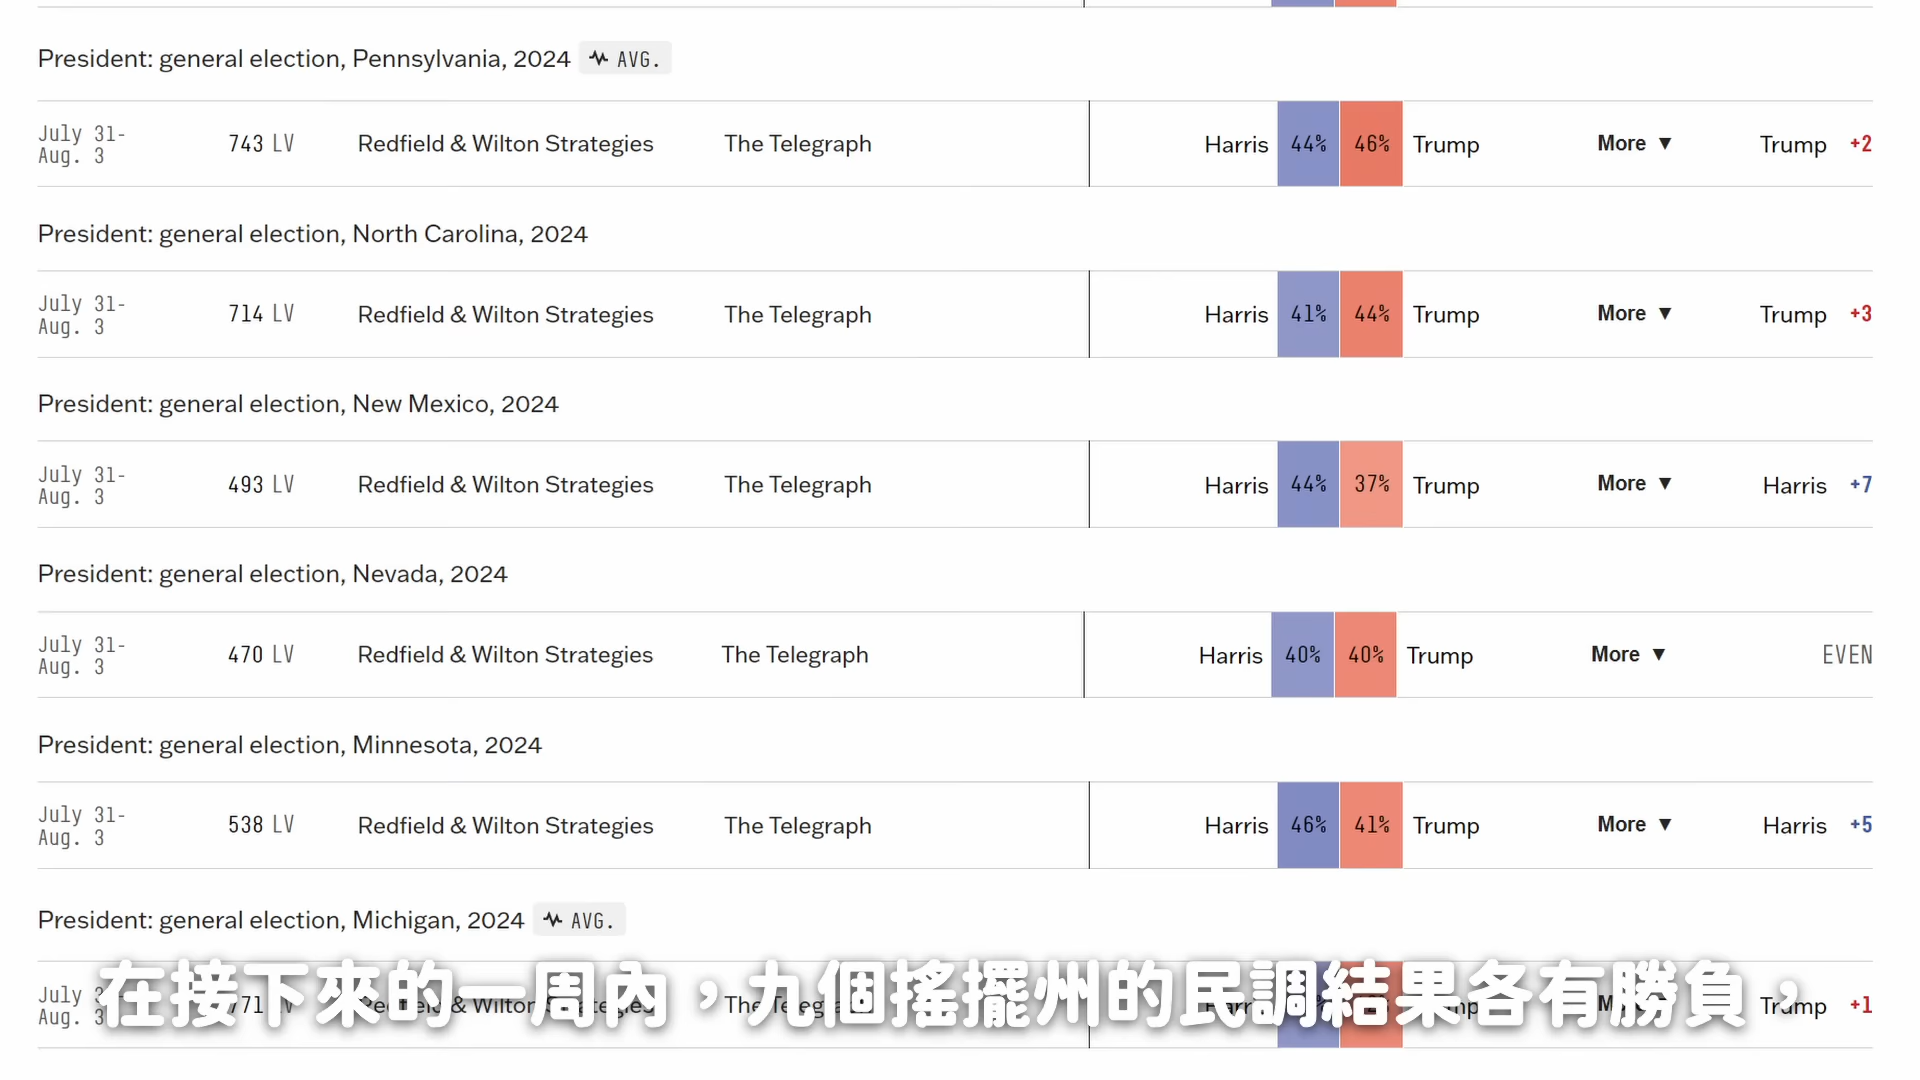 President: general election, Pennsylvania, 2024 AVG.
July 31-
Aug. 3
743 LV Redfield & Wilton Strategies The Telegraph Harris 44% 46% Trump More ▼ Trump +2
President: general election, North Carolina, 2024
July 31-
Aug. 3
714 LV Redfield & Wilton Strategies The Telegraph Harris 41% 44% Trump More ▼ Trump +3
President: general election, New Mexico, 2024
July 31-
Aug. 3
493 LV Redfield & Wilton Strategies The Telegraph Harris 44% 37% Trump More ▼ Harris +7
President: general election, Nevada, 2024
July 31-
Aug. 3
470 LV Redfield & Wilton Strategies The Telegraph Harris 40% 40% Trump More ▼ EVEN
President: general election, Minnesota, 2024
July 31-
Aug. 3
538 LV Redfield & Wilton Strategies The Telegraph Harris 46% 41% Trump More ▼ Harris +5
President: general election, Michigan, 2024 AVG.
July
Aug. 3
Redfield & Wilton Strategies The Telegraph Trump +1
在接下來的一周內，九個搖擺州的民調結果各有勝負，